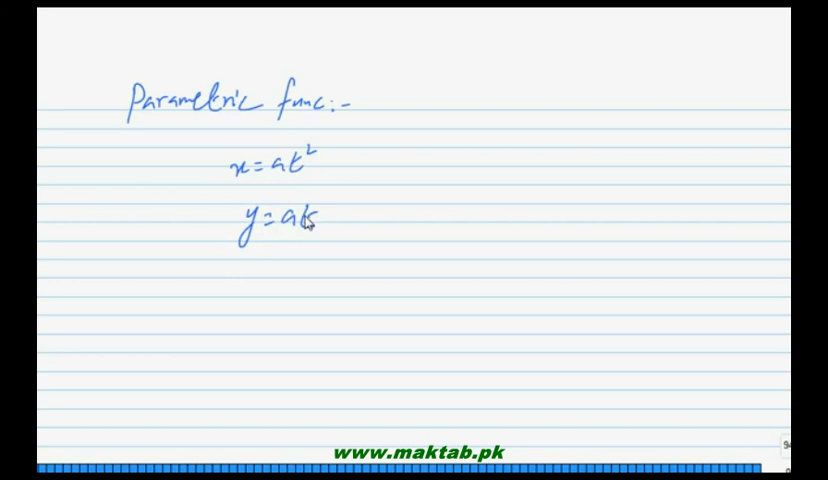 Parametric func:-
x = at²
y = at
www.maktab.pk